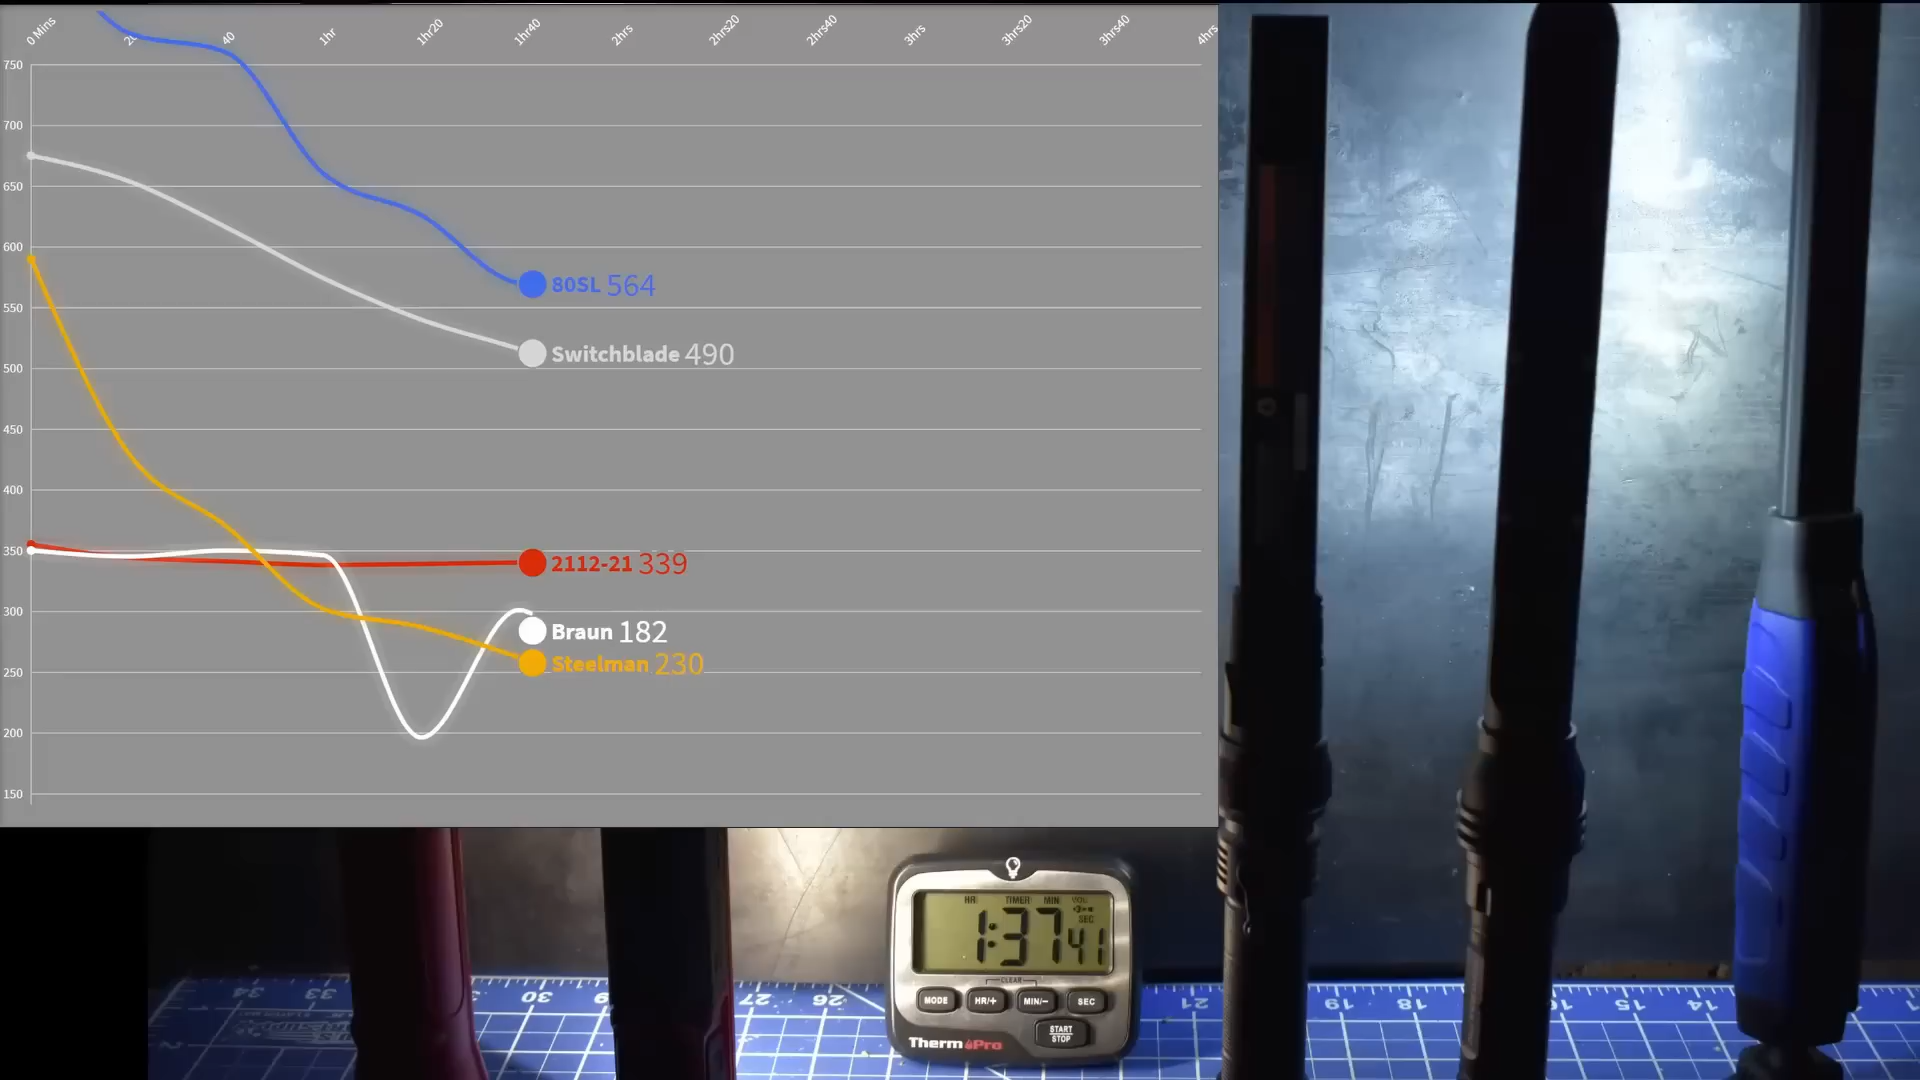 0 Mins
40
1hr
1hr20
1hr40
2hrs
2hrs20
2hrs40
3hrs
3hrs20
3hrs40
4hrs
750
700
650
600
550
500
450
400
350
300
250
200
150
80SL 564
Switchblade 490
2112-21 339
Braun 182
Steelman 230
HR TIMER MIN
SEC
1:37 41
CLEAR
MODE HR/+ MIN/− SEC
START
STOP
ThermoPro
34 33 30 27 26 21 19 18 17 15